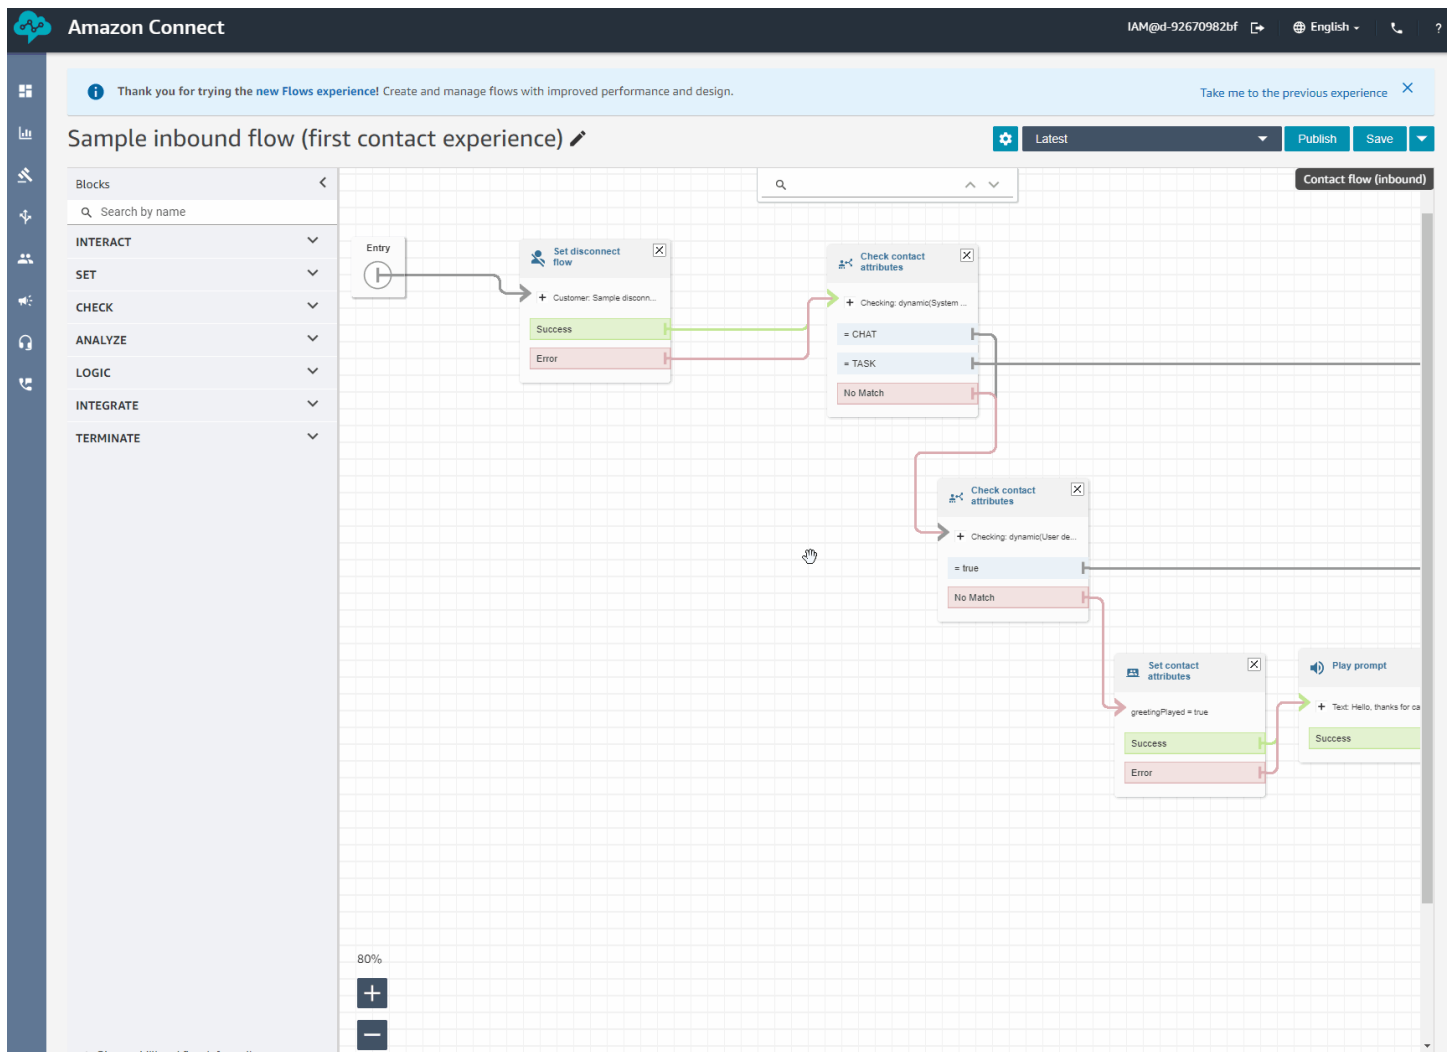 Amazon Connect
IAM@d-92670982bf
English
?
Thank you for trying the new Flows experience! Create and manage flows with improved performance and design.
Take me to the previous experience
Sample inbound flow (first contact experience)
Latest
Publish
Save
Contact flow (inbound)
Blocks
Search by name
INTERACT
SET
CHECK
ANALYZE
LOGIC
INTEGRATE
TERMINATE
Entry
Set disconnect
flow
+ Customer: Sample disconn...
Success
Error
Check contact
attributes
+ Checking: dynamic(System ...
= CHAT
= TASK
No Match
Check contact
attributes
+ Checking: dynamic(User de...
= true
No Match
Set contact
attributes
greetingPlayed = true
Success
Error
Play prompt
+ Text: Hello, thanks for ca
Success
80%